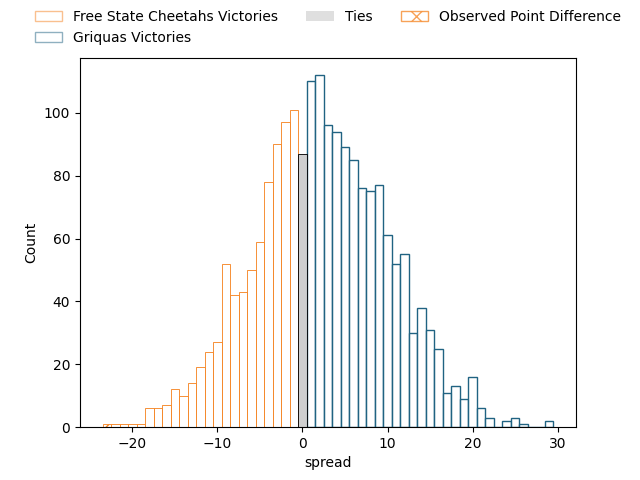 Free State Cheetahs Victories
Ties
Observed Point Difference
Griquas Victories
100
80
60
40
20
0
Count
−20
−10
0
10
20
30
spread